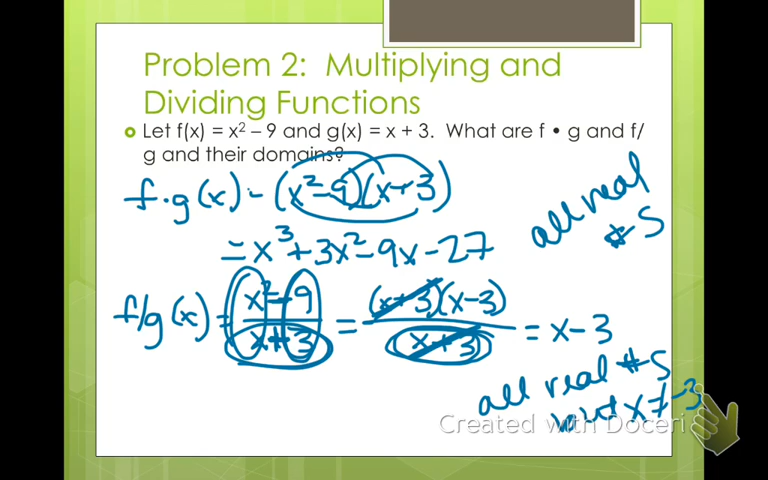 Problem 2: Multiplying and
Dividing Functions
Let f(x) = x² – 9 and g(x) = x + 3. What are f • g and f/
g and their domains?
f·g(x) = (x²-9)(x+3)
= x³+3x²-9x-27
all real
#s
f/g(x) = x²-9 / x+3 = (x+3)(x-3) / (x+3) = x-3
all real #s
but x≠-3
Created with Doceri